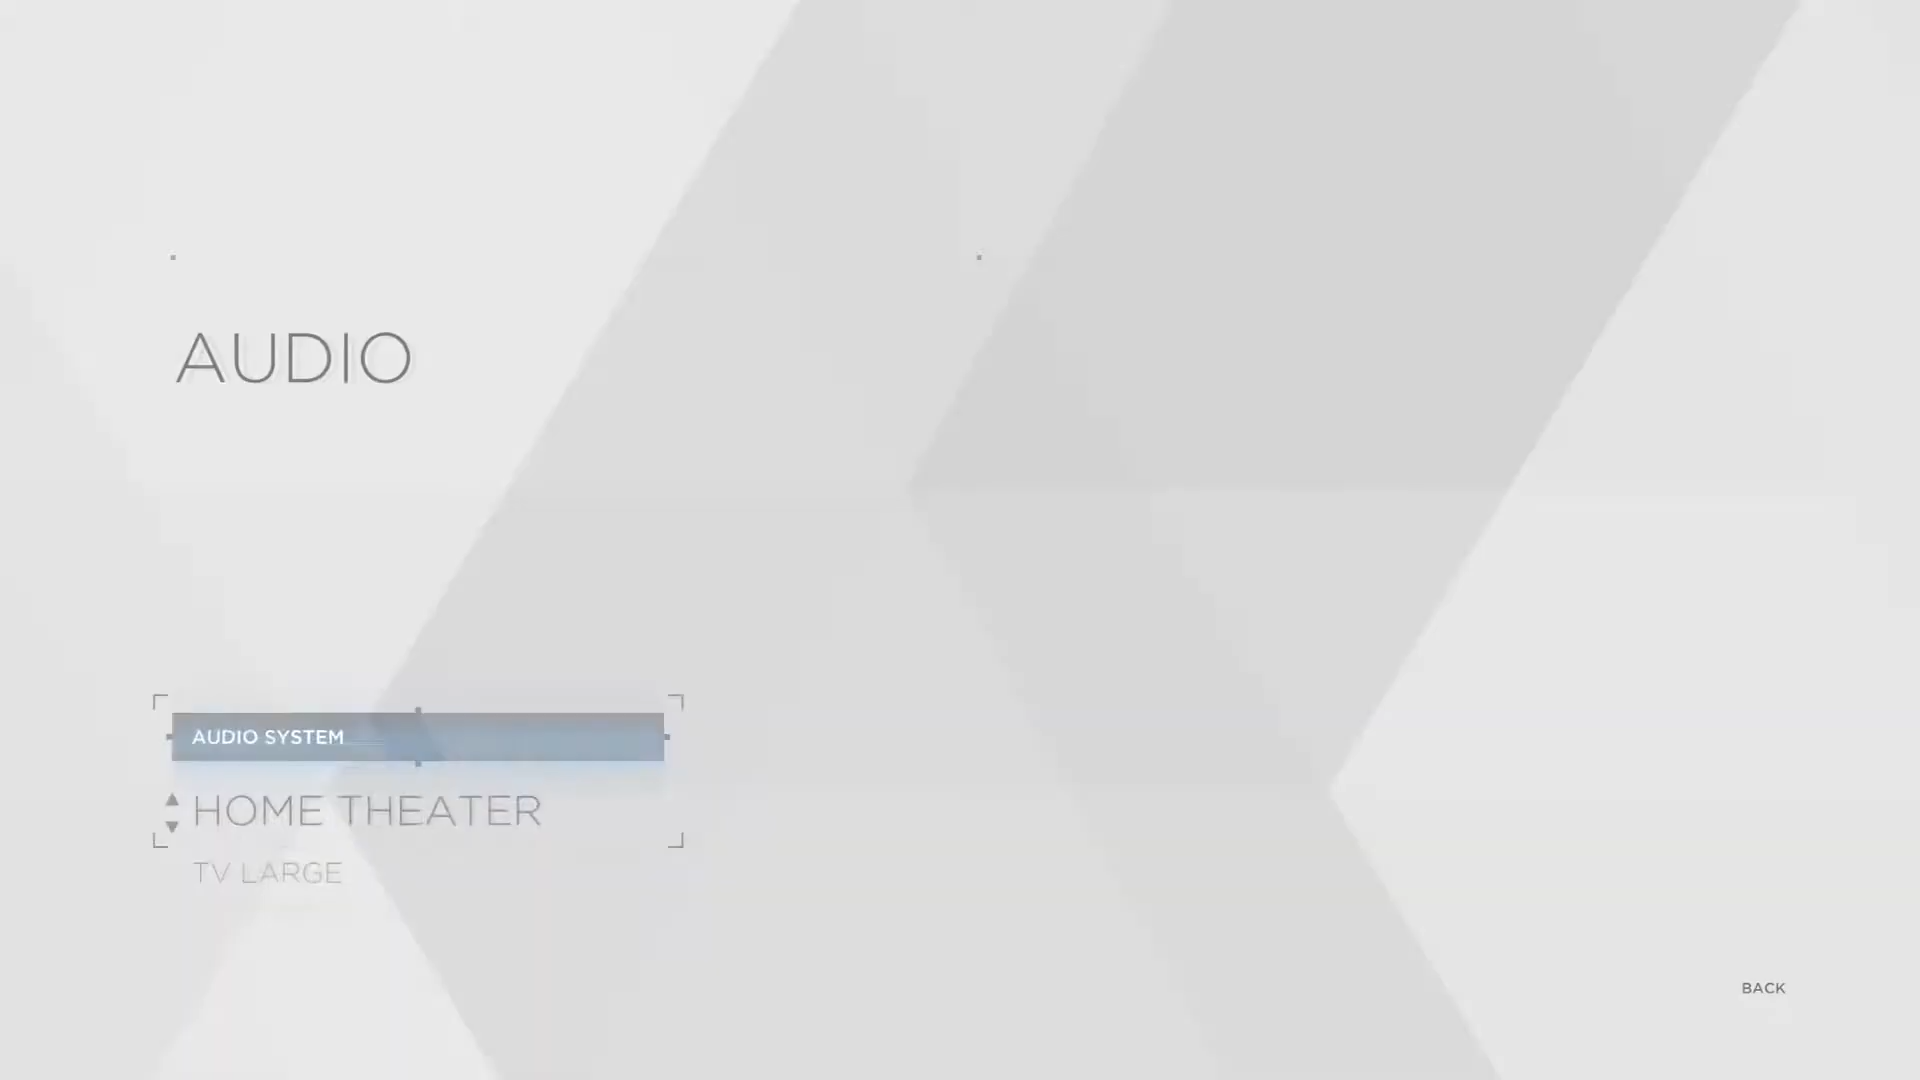 AUDIO
AUDIO SYSTEM
HOME THEATER
TV LARGE
BACK